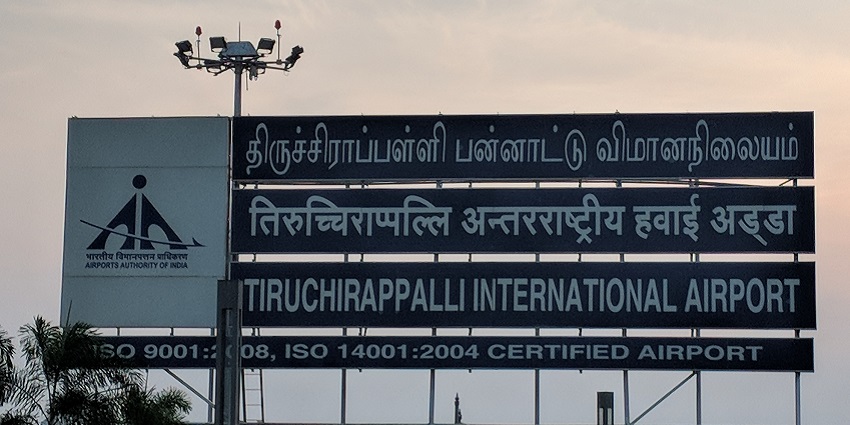 திருச்சிராப்பள்ளி பன்னாட்டு விமானநிலையம்
तिरुच्चिराप्पल्लि अन्तरराष्ट्रीय हवाई अड्डा
भारतीय विमानपत्तन प्राधिकरण
AIRPORTS AUTHORITY OF INDIA
TIRUCHIRAPPALLI INTERNATIONAL AIRPORT
ISO 9001:2008, ISO 14001:2004 CERTIFIED AIRPORT